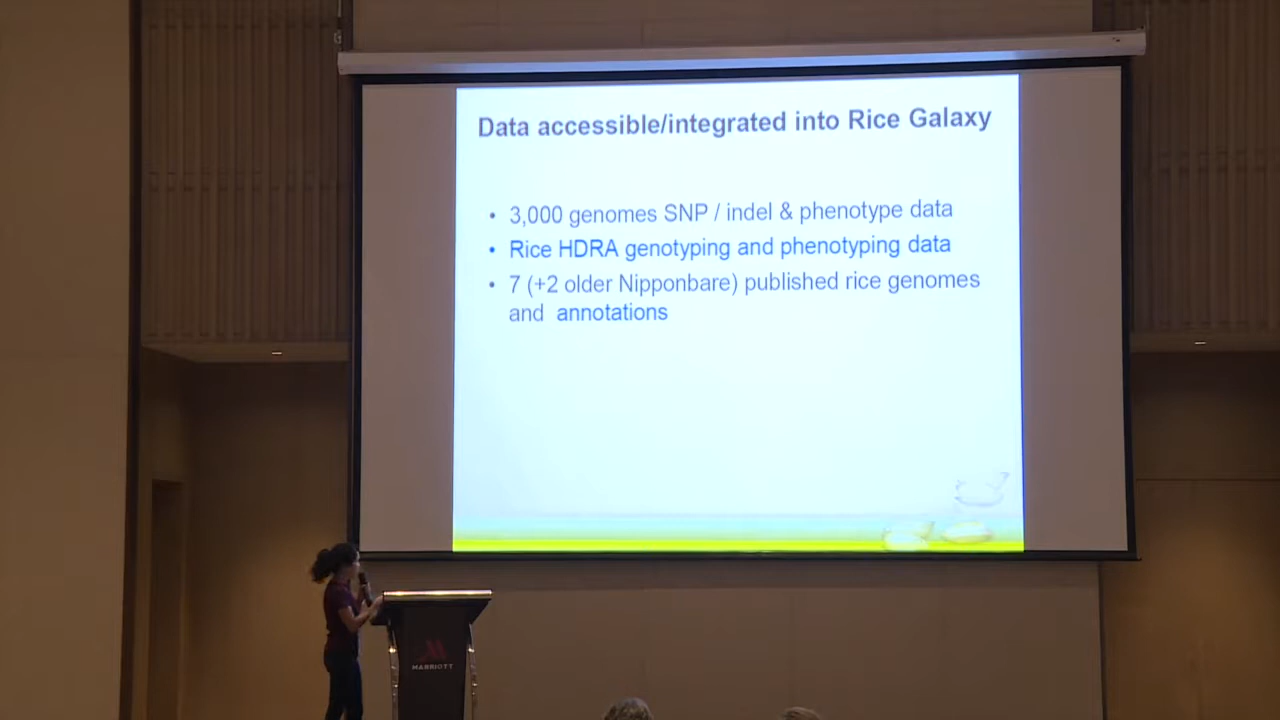 Data accessible/integrated into Rice Galaxy
• 3,000 genomes SNP / indel & phenotype data
• Rice HDRA genotyping and phenotyping data
• 7 (+2 older Nipponbare) published rice genomes
and annotations
MARRIOTT